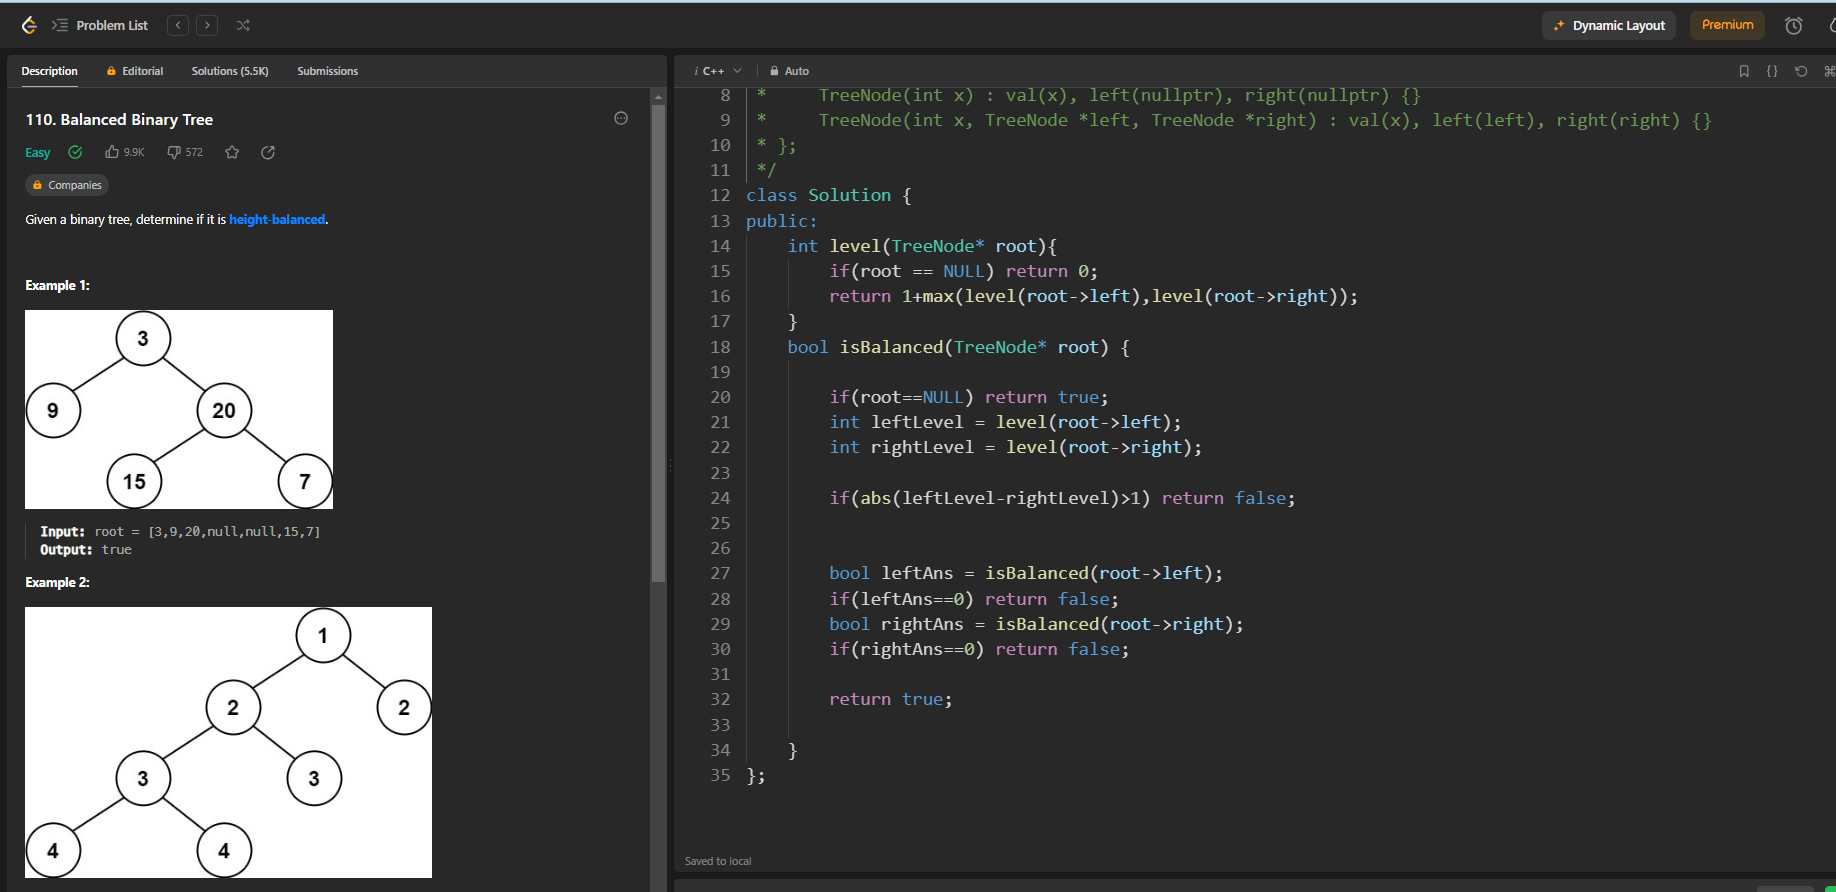 Problem List
Dynamic Layout
Premium
Description
Editorial
Solutions (5.5K)
Submissions
110. Balanced Binary Tree
Easy
9.9K
572
Companies
Given a binary tree, determine if it is height-balanced.
Example 1:
3
9
20
15
7
Input: root = [3,9,20,null,null,15,7]
Output: true
Example 2:
1
2
2
3
3
4
4
i C++
Auto
8 *     TreeNode(int x) : val(x), left(nullptr), right(nullptr) {}
9 *     TreeNode(int x, TreeNode *left, TreeNode *right) : val(x), left(left), right(right) {}
10 * };
11 */
12 class Solution {
13 public:
14     int level(TreeNode* root){
15         if(root == NULL) return 0;
16         return 1+max(level(root->left),level(root->right));
17     }
18     bool isBalanced(TreeNode* root) {
19
20         if(root==NULL) return true;
21         int leftLevel = level(root->left);
22         int rightLevel = level(root->right);
23
24         if(abs(leftLevel-rightLevel)>1) return false;
25
26
27         bool leftAns = isBalanced(root->left);
28         if(leftAns==0) return false;
29         bool rightAns = isBalanced(root->right);
30         if(rightAns==0) return false;
31
32         return true;
33
34     }
35 };
Saved to local